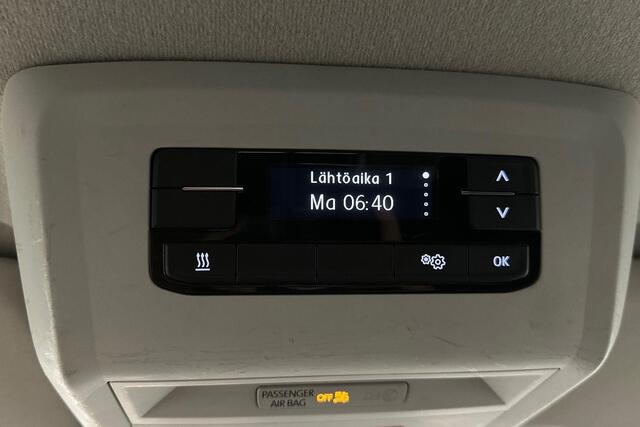 Lähtöaika 1
Ma 06:40
OK
PASSENGER
AIR BAG
OFF